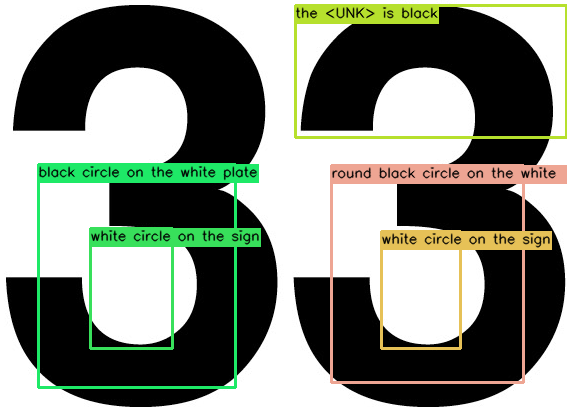 33
the <UNK> is black
black circle on the white plate
round black circle on the white
white circle on the sign
white circle on the sign